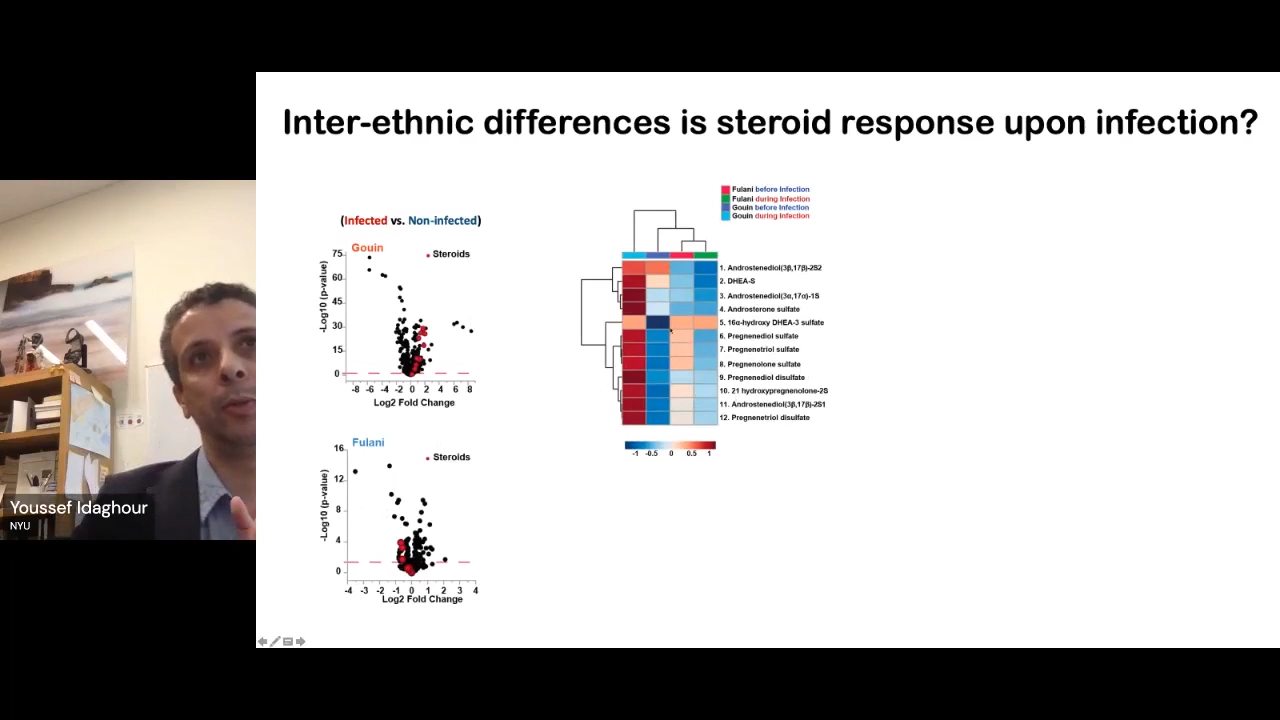 Inter-ethnic differences is steroid response upon infection?
(Infected vs. Non-infected)
Gouin
Steroids
75
60
45
30
15
0
-Log10 (p-value)
-8 -6 -4 -2 0 2 4 6 8
Log2 Fold Change
Fulani
Steroids
16
12
8
4
0
-Log10 (p-value)
-4 -3 -2 -1 0 1 2 3 4
Log2 Fold Change
Fulani before Infection
Fulani during Infection
Gouin before Infection
Gouin during Infection
1. Androstenediol(3β,17β)-2S2
2. DHEA-S
3. Androstenediol(3α,17α)-1S
4. Androsterone sulfate
5. 16α-hydroxy DHEA-3 sulfate
6. Pregnenediol sulfate
7. Pregnetriol sulfate
8. Pregnenolone sulfate
9. Pregnenediol disulfate
10. 21 hydroxypregnenolone-2S
11. Androstenediol(3β,17β)-2S1
12. Pregnenetriol disulfate
-1 -0.5 0 0.5 1
Youssef Idaghour
NYU